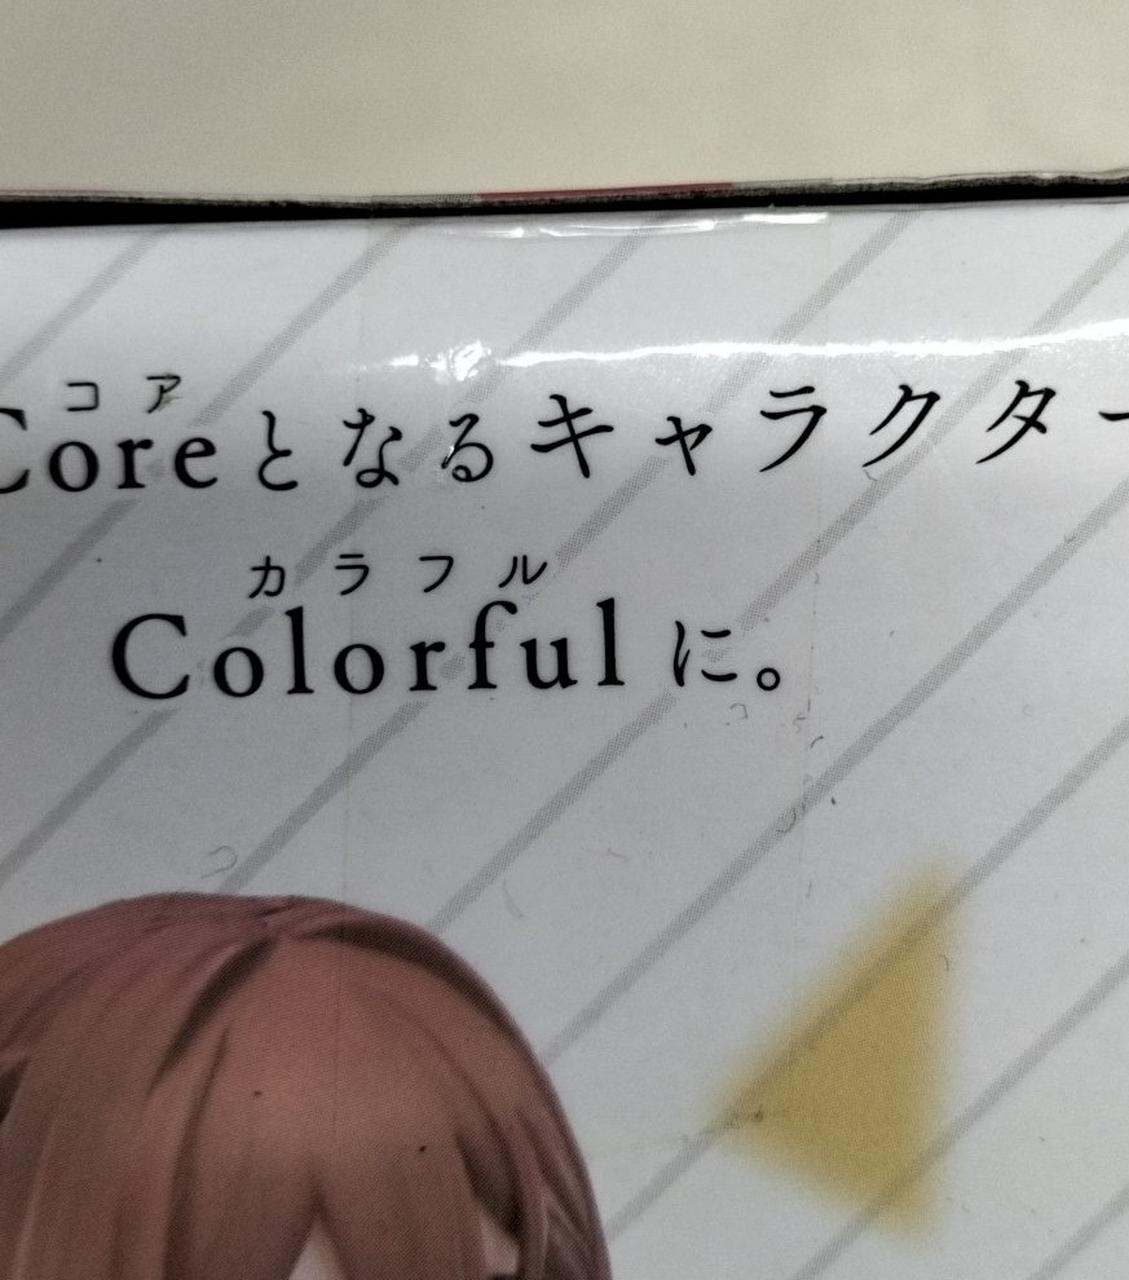 コア
Coreとなるキャラクター
カラフル
Colorfulに。